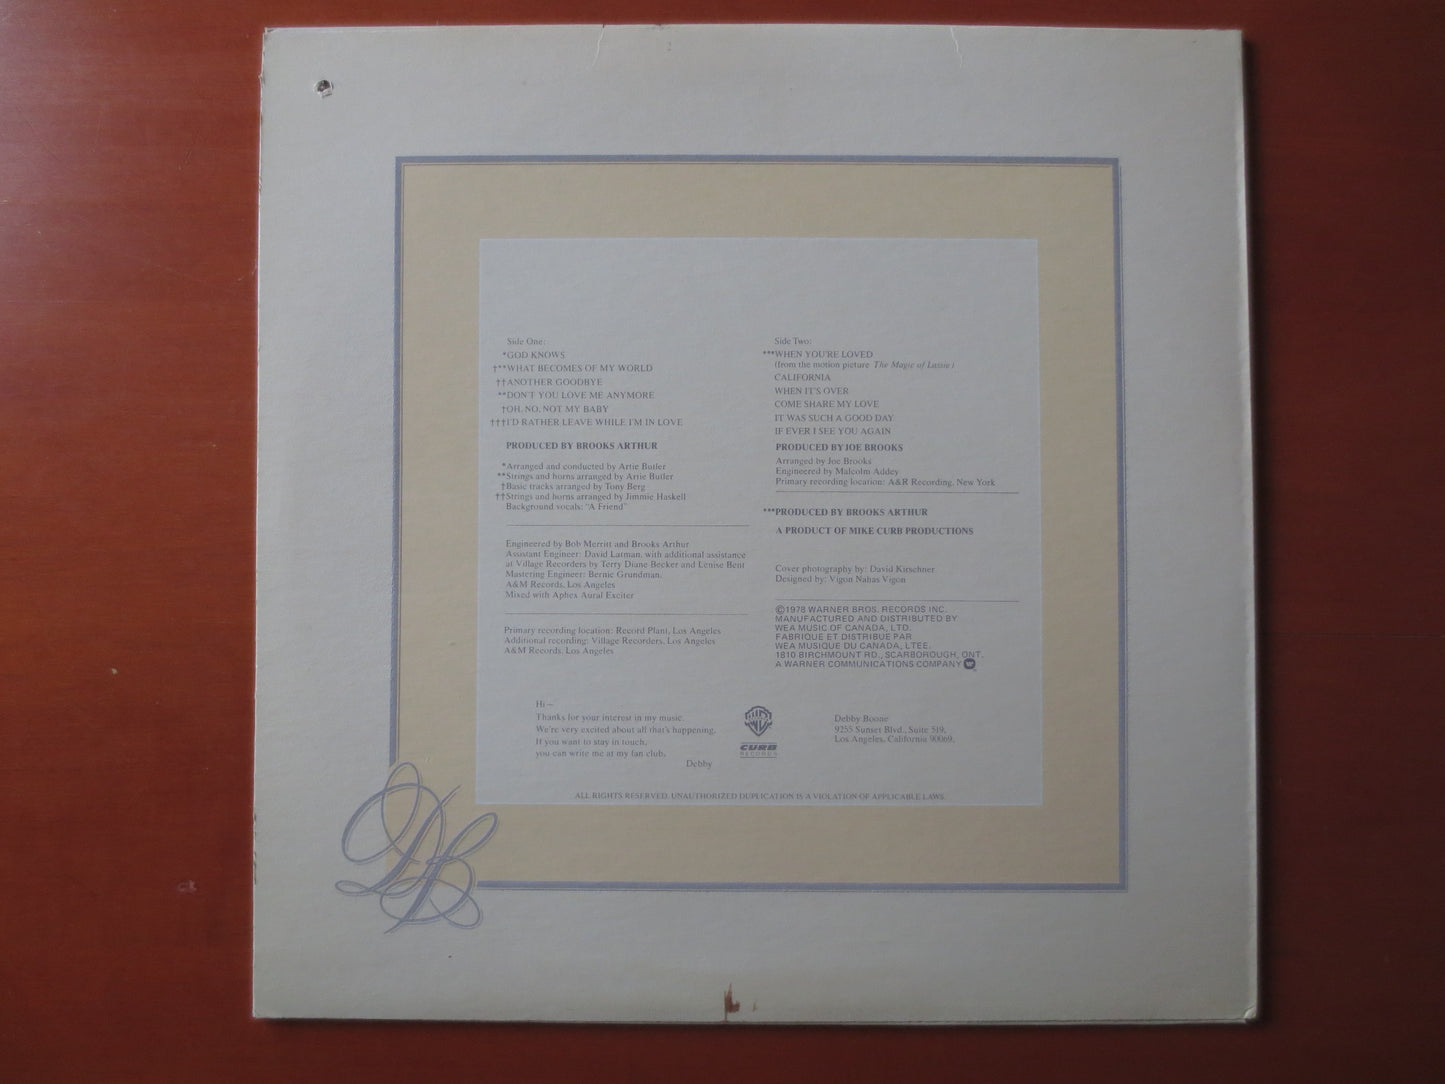 Side One:
*GOD KNOWS
†**WHAT BECOMES OF MY WORLD
††ANOTHER GOODBYE
**DON'T YOU LOVE ME ANYMORE
†OH, NO, NOT MY BABY
†††I'D RATHER LEAVE WHILE I'M IN LOVE
PRODUCED BY BROOKS ARTHUR
*Arranged and conducted by Artie Butler
**Strings and horns arranged by Artie Butler
†Basic tracks arranged by Tony Berg
††Strings and horns arranged by Jimmie Haskell
Background vocals: "A Friend"
Engineered by Bob Merritt and Brooks Arthur
Assistant Engineer: David Latman, with additional assistance
at Village Recorders by Terry Diane Becker and Louise Bent
Mastering Engineer: Bernie Grundman,
A&M Records, Los Angeles
Mixed with Aphex Aural Exciter
Primary recording location: Record Plant, Los Angeles
Additional recording: Village Recorders, Los Angeles
A&M Records, Los Angeles
Side Two:
***WHEN YOU'RE LOVED
(from the motion picture The Magic of Lassie)
CALIFORNIA
WHEN IT'S OVER
COME SHARE MY LOVE
IT WAS SUCH A GOOD DAY
IF EVER I SEE YOU AGAIN
PRODUCED BY JOE BROOKS
Arranged by Joe Brooks
Engineered by Malcolm Addey
Primary recording location: A&R Recording, New York
***PRODUCED BY BROOKS ARTHUR
A PRODUCT OF MIKE CURB PRODUCTIONS
Cover photography by: David Kirschner
Designed by: Vigon Nahas Vigon
©1978 WARNER BROS. RECORDS INC.
MANUFACTURED AND DISTRIBUTED BY
WEA MUSIC OF CANADA, LTD.
FABRIQUE ET DISTRIBUE PAR
WEA MUSIQUE DU CANADA, LTEE.
1810 BIRCHMOUNT RD., SCARBOROUGH, ONT.
A WARNER COMMUNICATIONS COMPANY
Hi—
Thanks for your interest in my music.
We're very excited about all that's happening.
If you want to stay in touch,
you can write me at my fan club.
Debby
WB
CURB
RECORDS
Debby Boone
9255 Sunset Blvd., Suite 519,
Los Angeles, California 90069.
ALL RIGHTS RESERVED. UNAUTHORIZED DUPLICATION IS A VIOLATION OF APPLICABLE LAWS.
DB